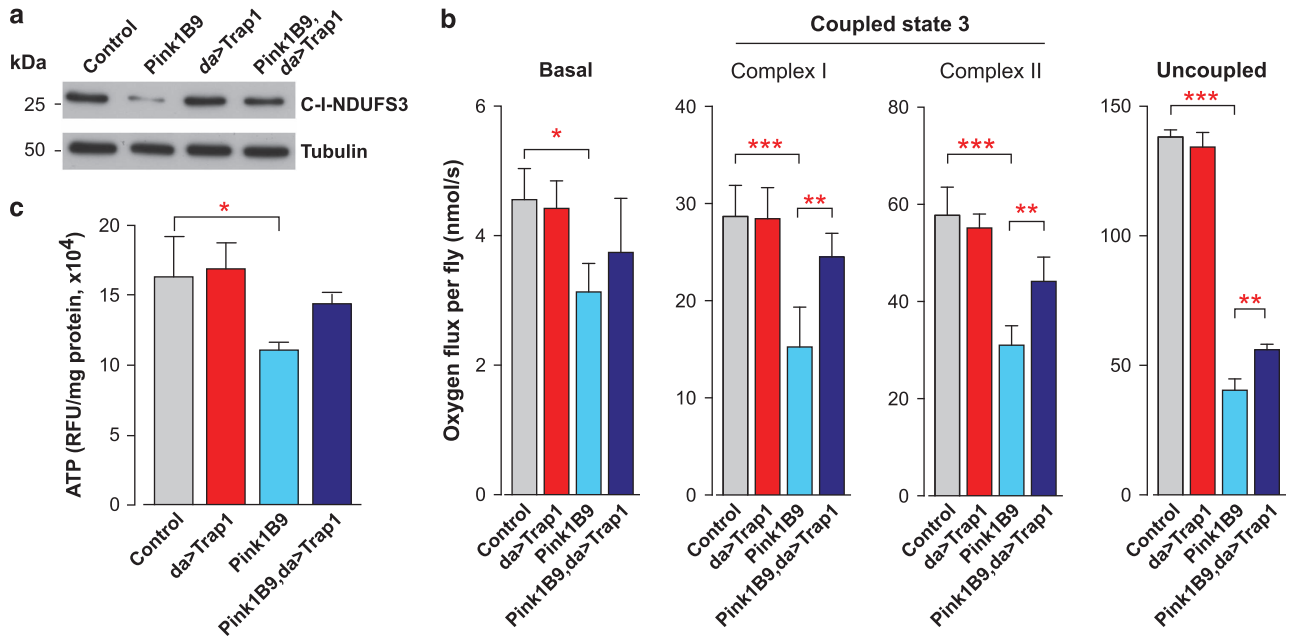 a
kDa
Control
Pink1B9
da>Trap1
Pink1B9,
da>Trap1
25 -
C-I-NDUFS3
50 -
Tubulin
b
Coupled state 3
Basal
Complex I
Complex II
Uncoupled
Oxygen flux per fly (nmol/s)
6
4
2
0
*
Control
da>Trap1
Pink1B9
Pink1B9,da>Trap1
40
30
20
10
0
***
**
Control
da>Trap1
Pink1B9
Pink1B9,da>Trap1
80
60
40
20
0
***
**
Control
da>Trap1
Pink1B9
Pink1B9,da>Trap1
150
100
50
0
***
**
Control
da>Trap1
Pink1B9
Pink1B9,da>Trap1
c
ATP (RFU/mg protein, x10⁴)
20
15
10
5
0
*
Control
da>Trap1
Pink1B9
Pink1B9,da>Trap1